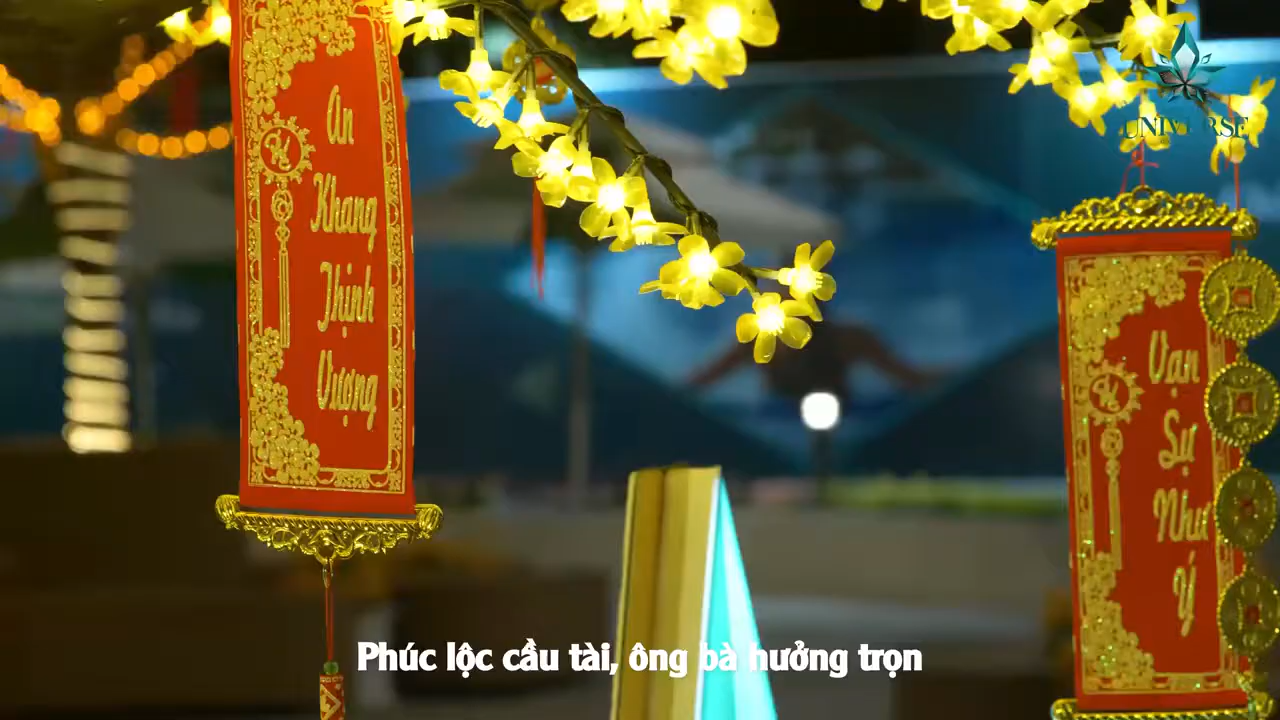 UNIVERSE
An
Khang
Thịnh
Vượng
Vạn
Sự
Như
Ý
Phúc lộc cầu tài, ông bà hưởng trọn